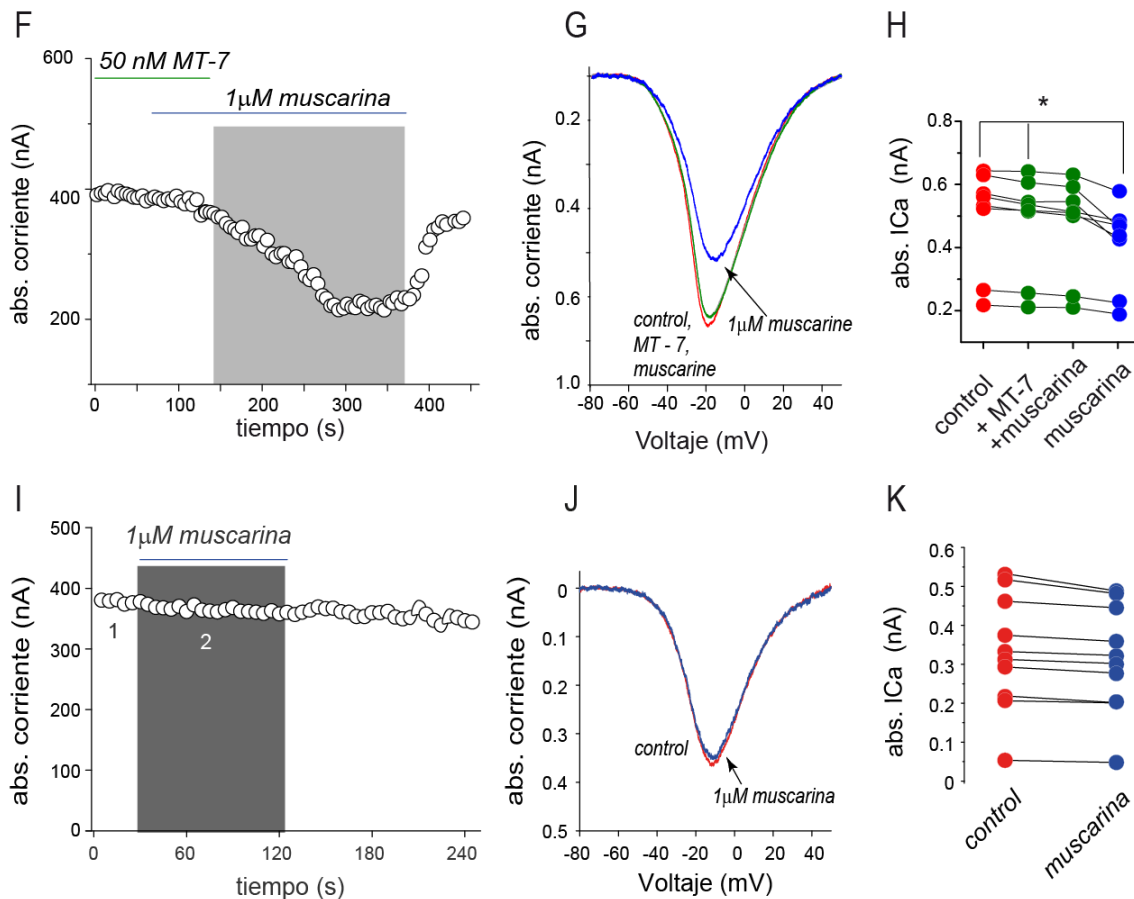 F
600
50 nM MT-7
1μM muscarina
400
200
abs. corriente (nA)
0 100 200 300 400
tiempo (s)
G
0.2
0.4
0.6
1.0
abs. corriente (nA)
control,
MT - 7,
muscarine
1μM muscarine
-80 -60 -40 -20 0 20 40
Voltaje (mV)
H
*
0.8
0.6
0.4
0.2
abs. ICa (nA)
control
+ MT-7
+muscarina
muscarina
I
500
400
300
200
100
0
abs. corriente (nA)
1μM muscarina
1
2
0 60 120 180 240
tiempo (s)
J
0
0.1
0.2
0.3
0.4
0.5
abs. corriente (nA)
control
1μM muscarina
-80 -60 -40 -20 0 20 40
Voltaje (mV)
K
0.6
0.5
0.4
0.3
0.2
0.1
0
abs. ICa (nA)
control
muscarina